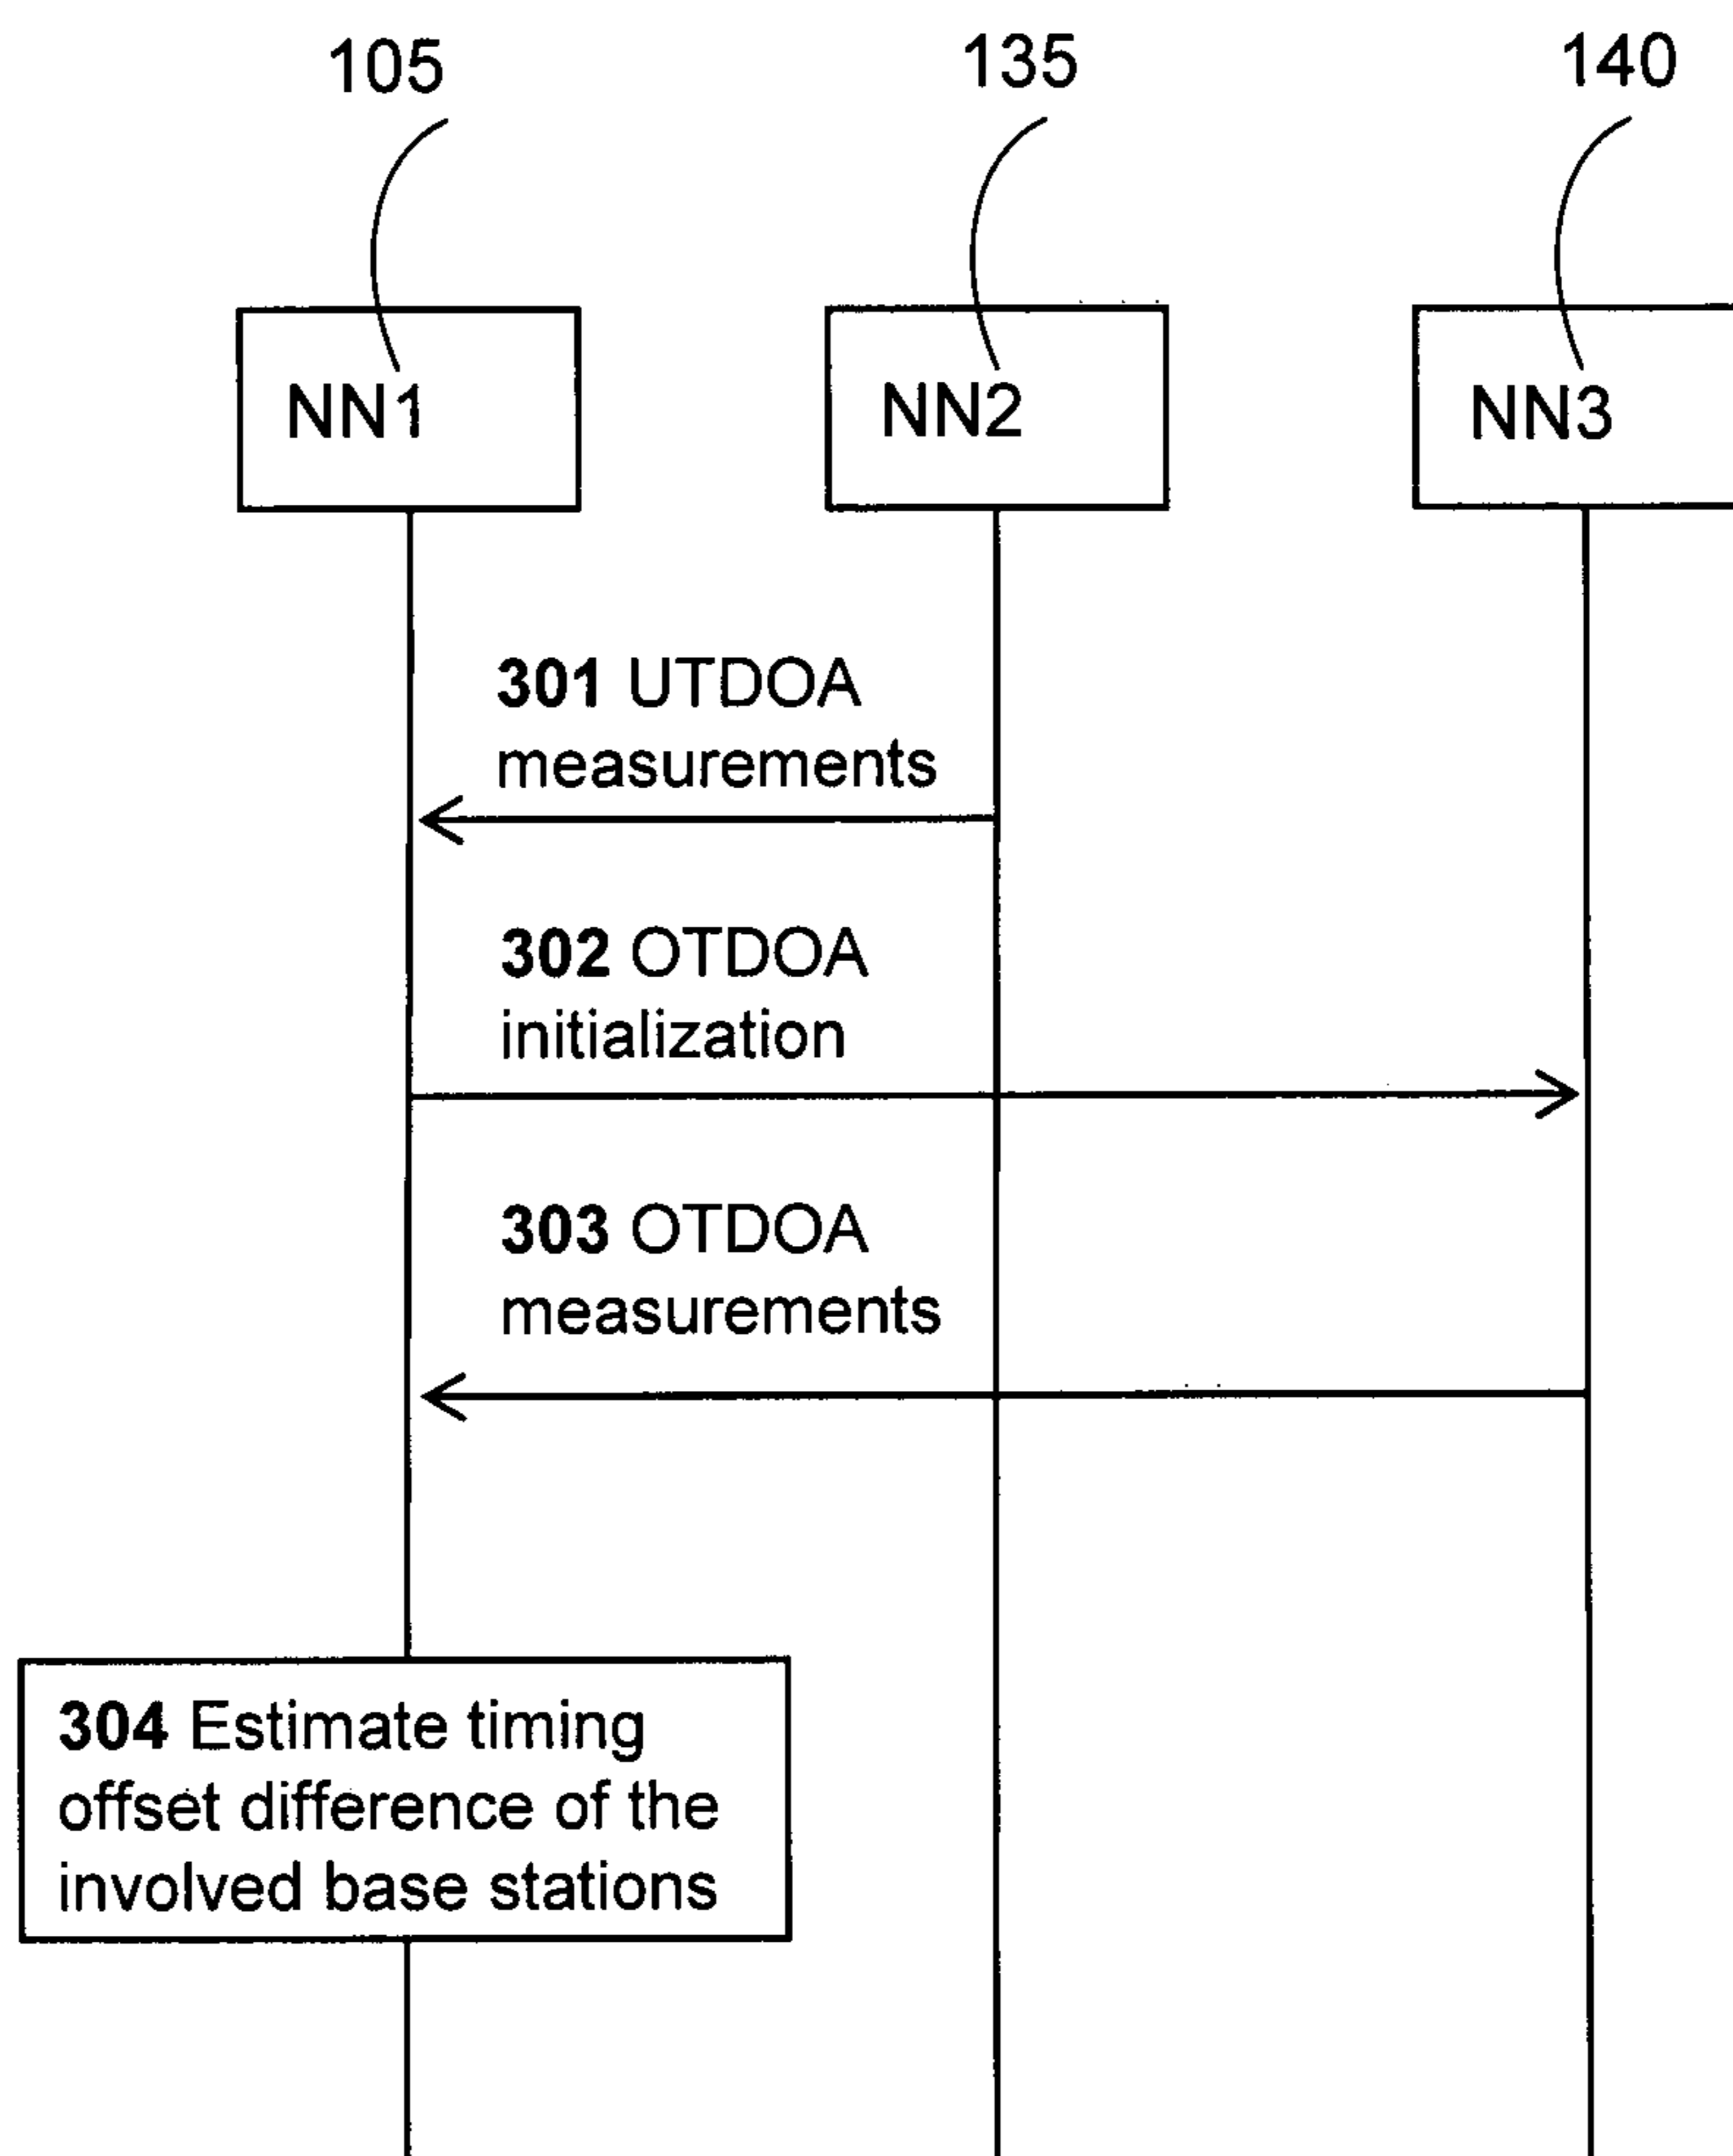 105
135
140
NN1
NN2
NN3
301 UTDOA
measurements
302 OTDOA
initialization
303 OTDOA
measurements
304 Estimate timing
offset difference of the
involved base stations